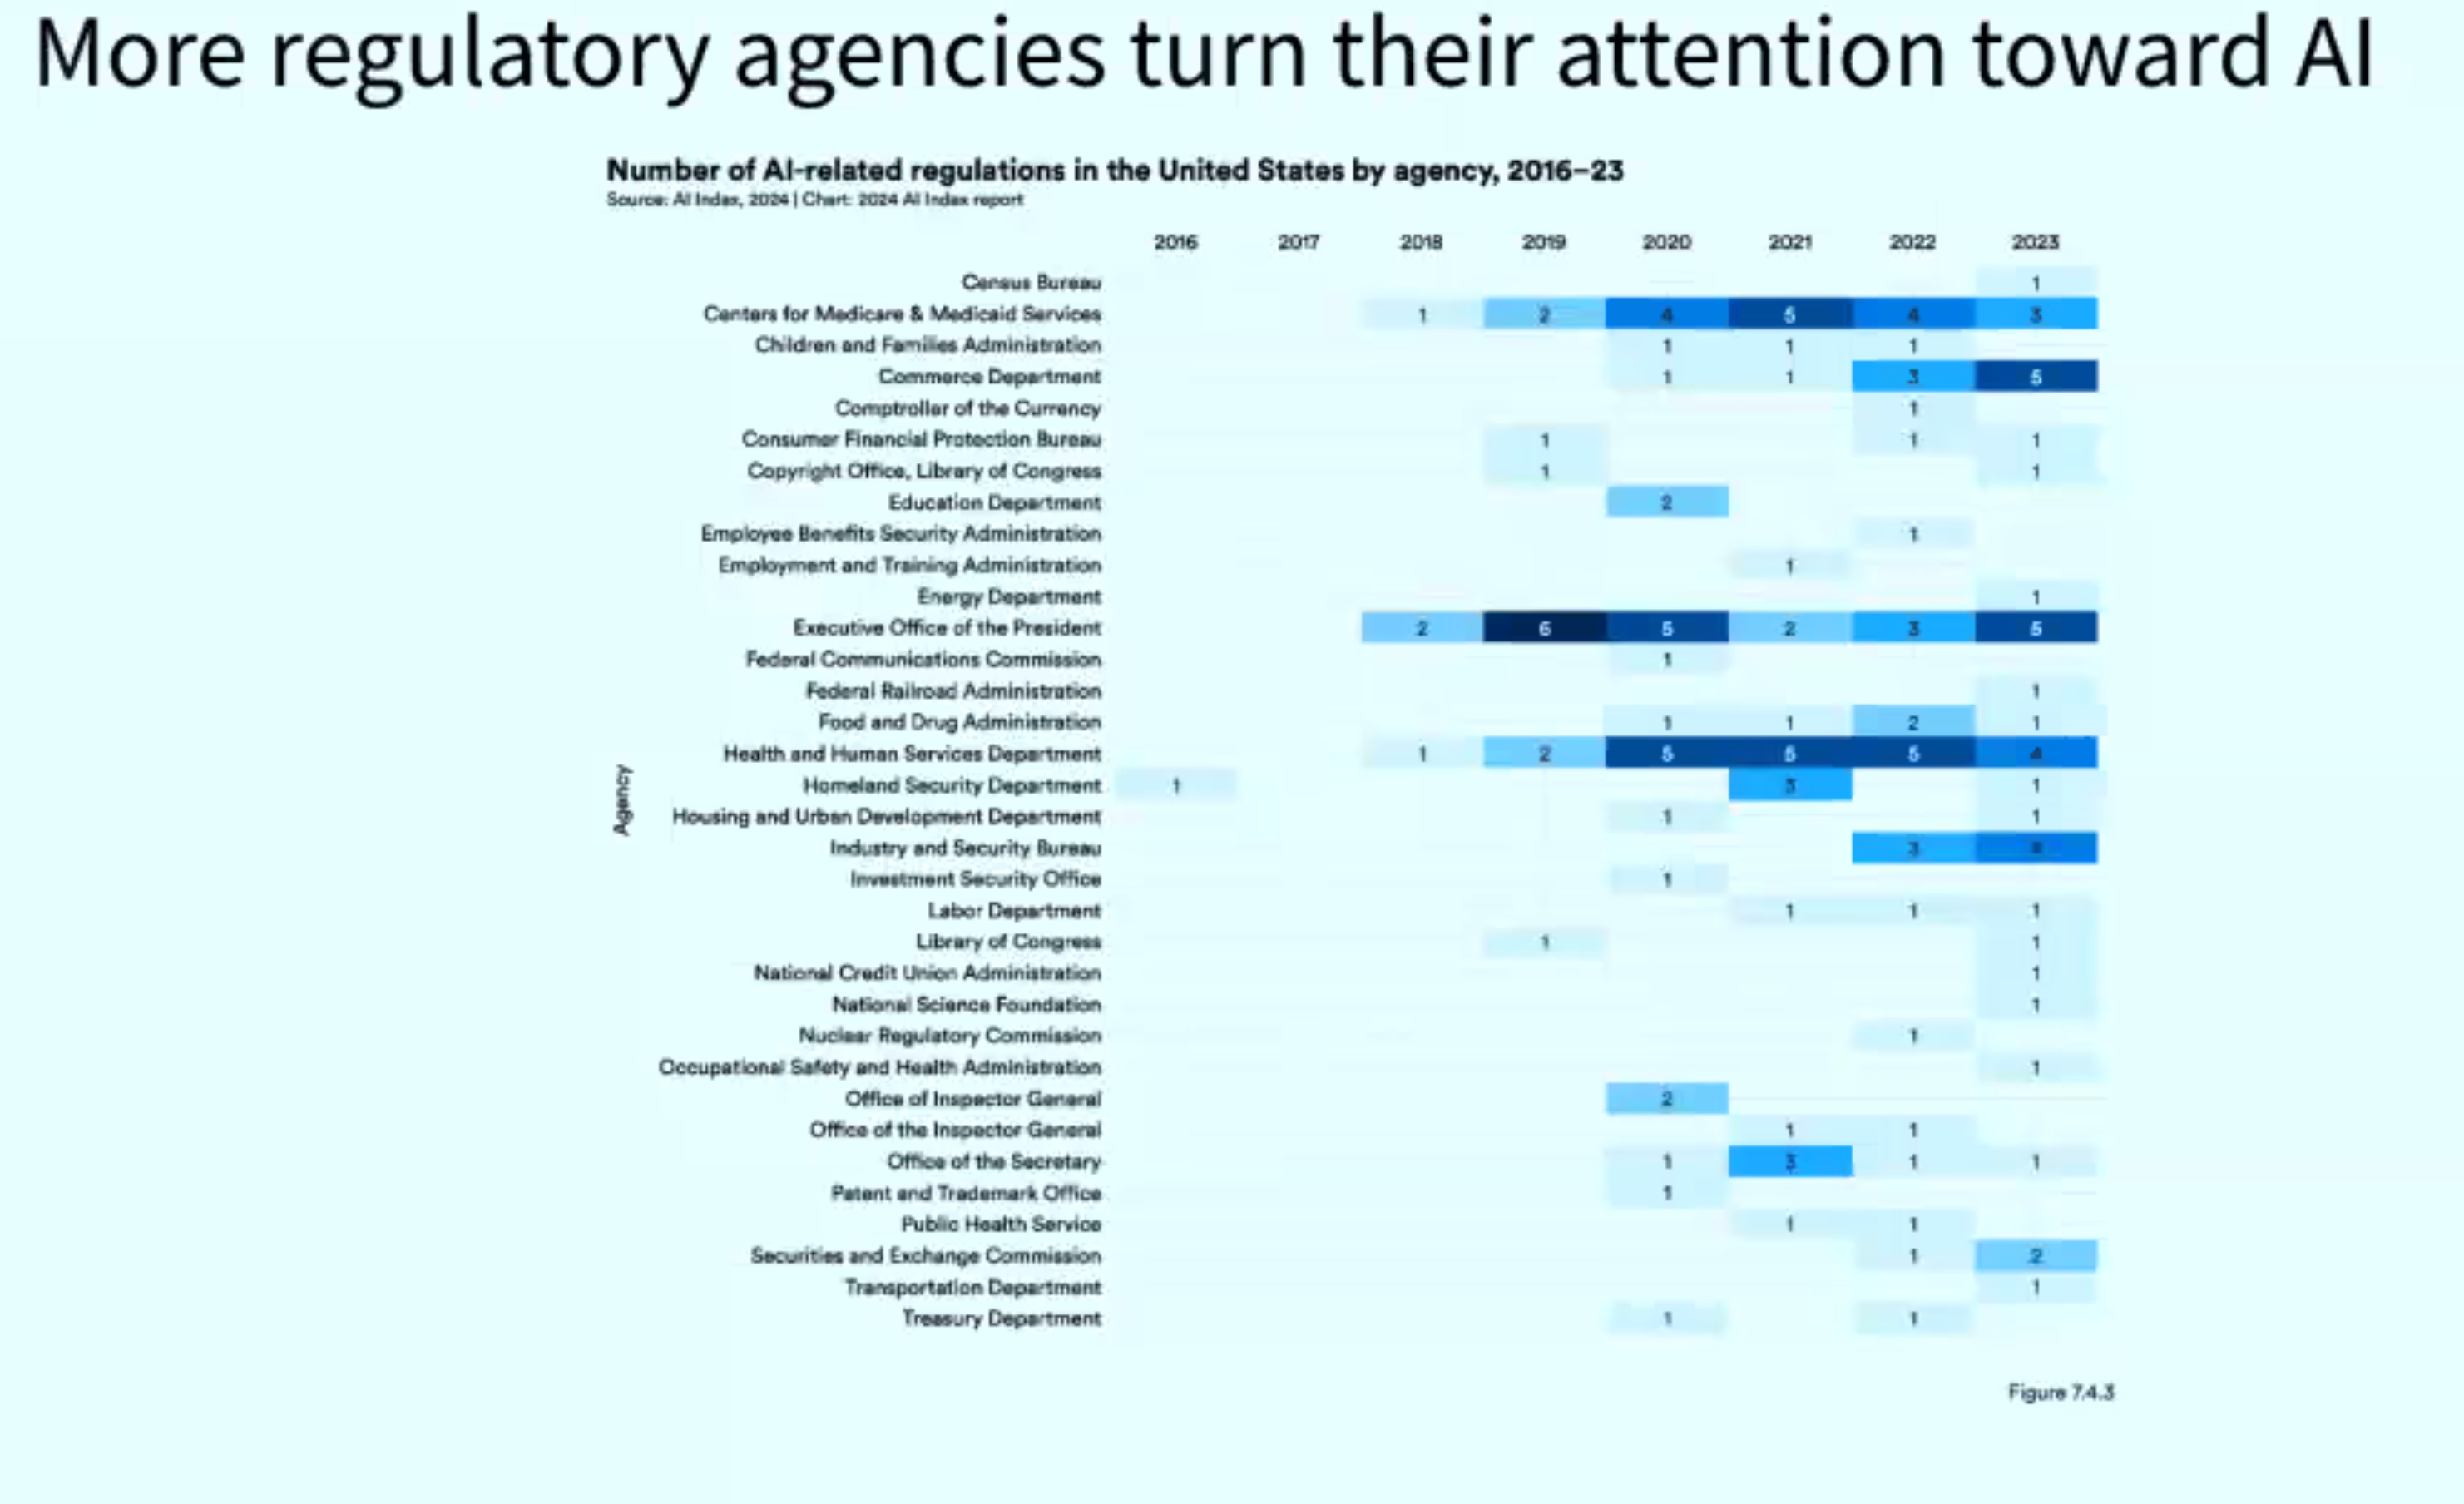 More regulatory agencies turn their attention toward AI
Number of AI-related regulations in the United States by agency, 2016–23
Source: AI Index, 2024 | Chart: 2024 AI Index report
2016 2017 2018 2019 2020 2021 2022 2023
Census Bureau 1
Centers for Medicare & Medicaid Services 1 2 4 5 4 3
Children and Families Administration 1 1 1
Commerce Department 1 1 3 5
Comptroller of the Currency 1
Consumer Financial Protection Bureau 1 1 1
Copyright Office, Library of Congress 1 1
Education Department 2
Employee Benefits Security Administration 1
Employment and Training Administration 1
Energy Department 1
Executive Office of the President 2 6 5 2 3 5
Federal Communications Commission 1
Federal Railroad Administration 1
Food and Drug Administration 1 1 2 1
Health and Human Services Department 1 2 5 5 5 4
Agency
Homeland Security Department 1 3 1
Housing and Urban Development Department 1 1
Industry and Security Bureau 3
Investment Security Office 1
Labor Department 1 1 1
Library of Congress 1 1
National Credit Union Administration 1
National Science Foundation 1
Nuclear Regulatory Commission 1
Occupational Safety and Health Administration 1
Office of Inspector General 2
Office of the Inspector General 1 1
Office of the Secretary 1 3 1 1
Patent and Trademark Office 1
Public Health Service 1 1
Securities and Exchange Commission 1 2
Transportation Department 1
Treasury Department 1 1
Figure 7.4.3